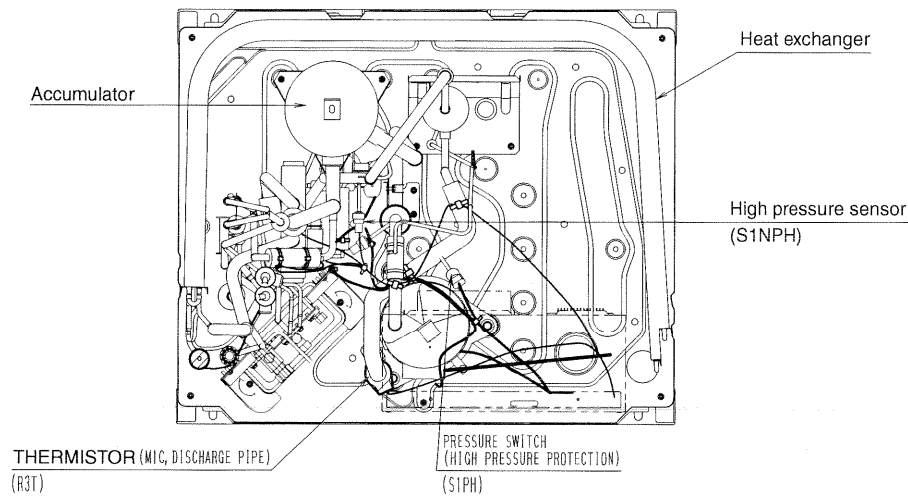 Heat exchanger
Accumulator
High pressure sensor
(S1NPH)
THERMISTOR (MIC, DISCHARGE PIPE)
(R3T)
PRESSURE SWITCH
(HIGH PRESSURE PROTECTION)
(S1PH)